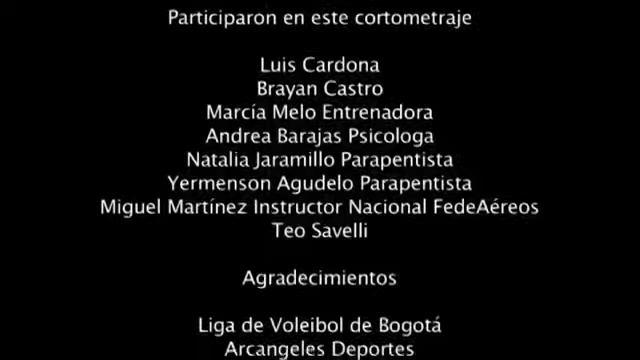 Participaron en este cortometraje
Luis Cardona
Brayan Castro
Marcía Melo Entrenadora
Andrea Barajas Psicologa
Natalia Jaramillo Parapentista
Yermenson Agudelo Parapentista
Miguel Martínez Instructor Nacional FedeAéreos
Teo Savelli
Agradecimientos
Liga de Voleibol de Bogotá
Arcangeles Deportes